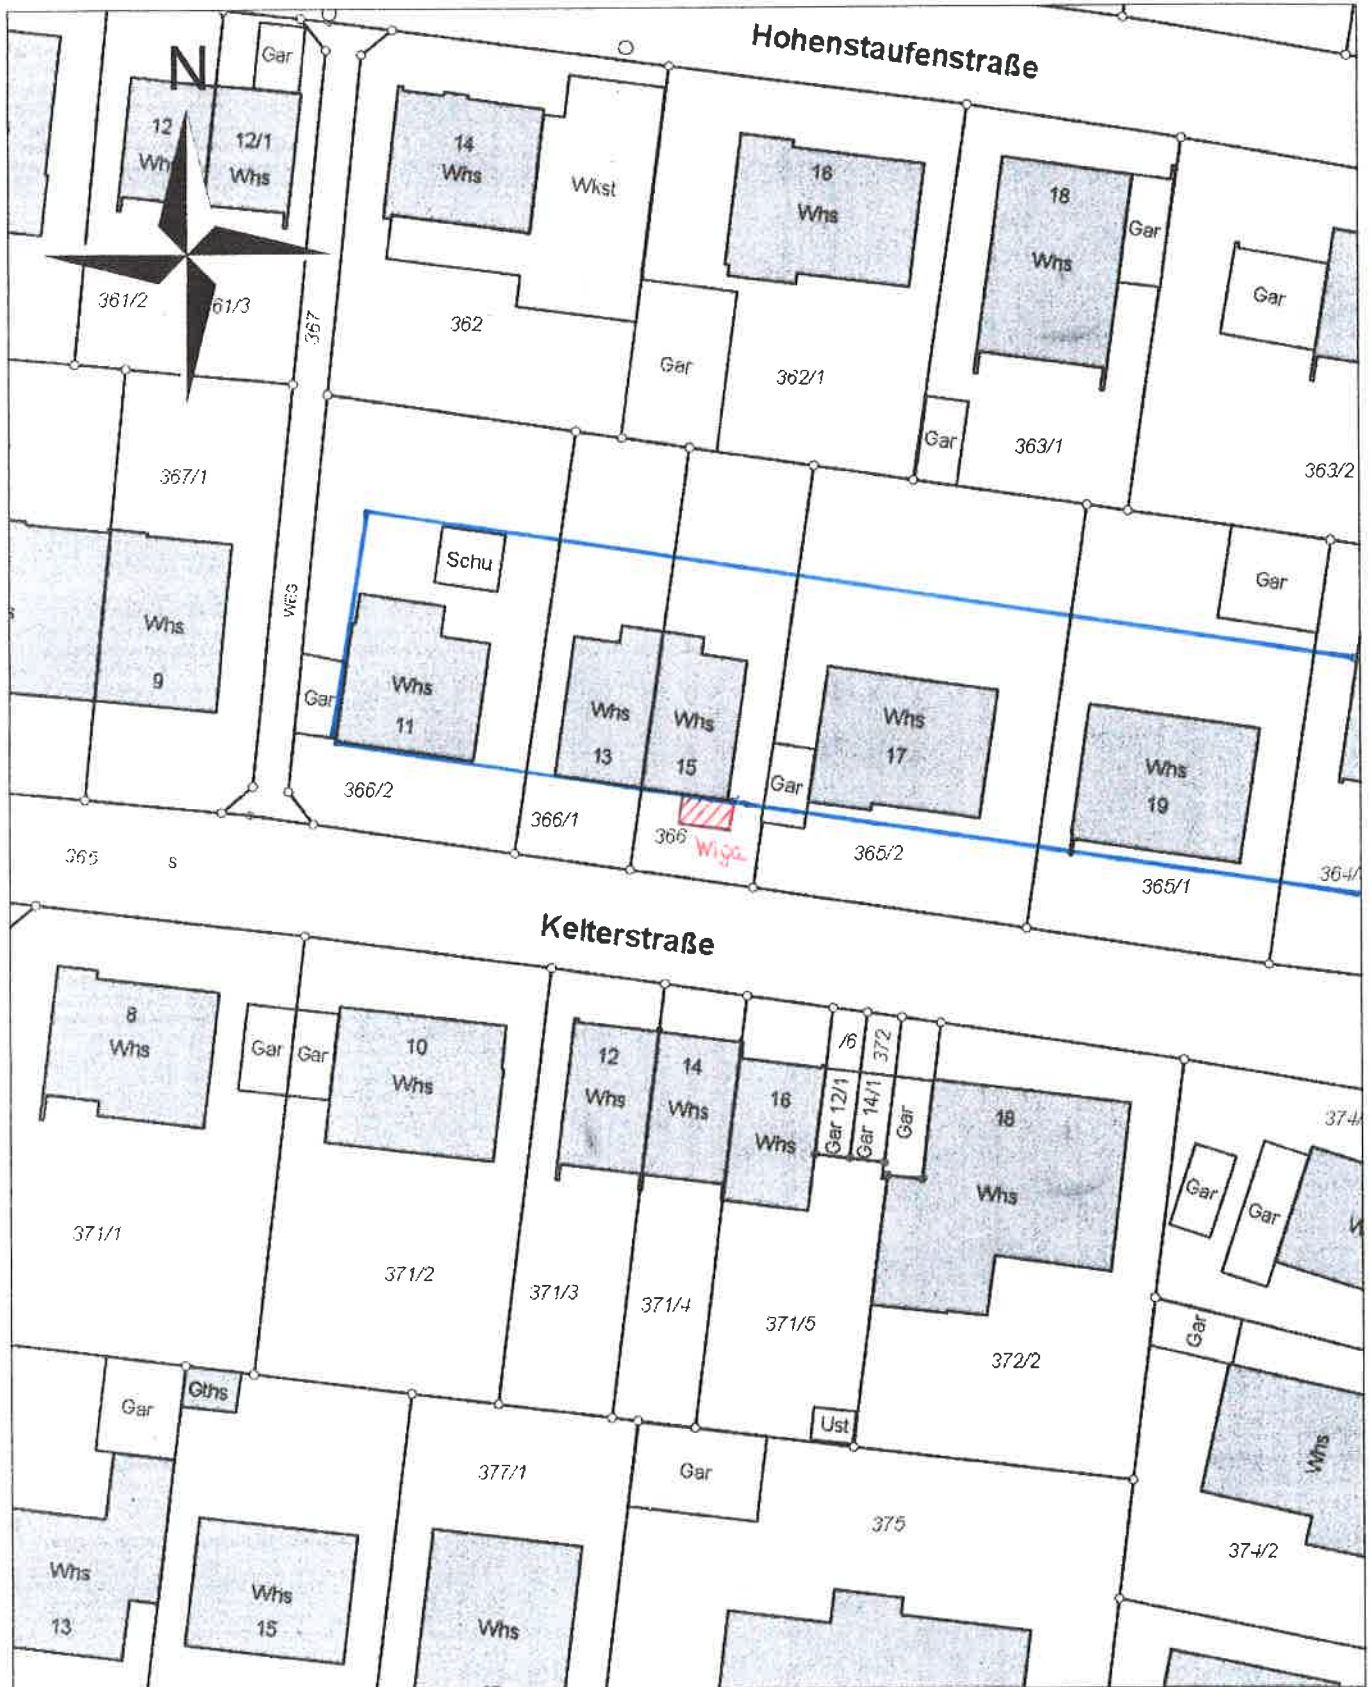 Hohenstaufenstraße
N
Gar
12
Whs
12/1
Whs
14
Whs
Wkst
16
Whs
18
Whs
Gar
Gar
361/2
61/3
367
362
Gar
362/1
Gar
363/1
363/2
367/1
Schu
Gar
Weg
Whs
9
Gar
Whs
11
Whs
13
Whs
15
Gar
Whs
17
Whs
19
366/2
366/1
366
Wiga
365/2
365/1
364/
365
s
Kelterstraße
8
Whs
Gar
Gar
10
Whs
12
Whs
14
Whs
16
Whs
/6
372
Gar 12/1
Gar 14/1
Gar
18
Whs
374/
Gar
Gar
W
371/1
371/2
371/3
371/4
371/5
372/2
Gar
Gar
Gths
Ust
Whs
377/1
Gar
375
374/2
Whs
13
Whs
15
Whs